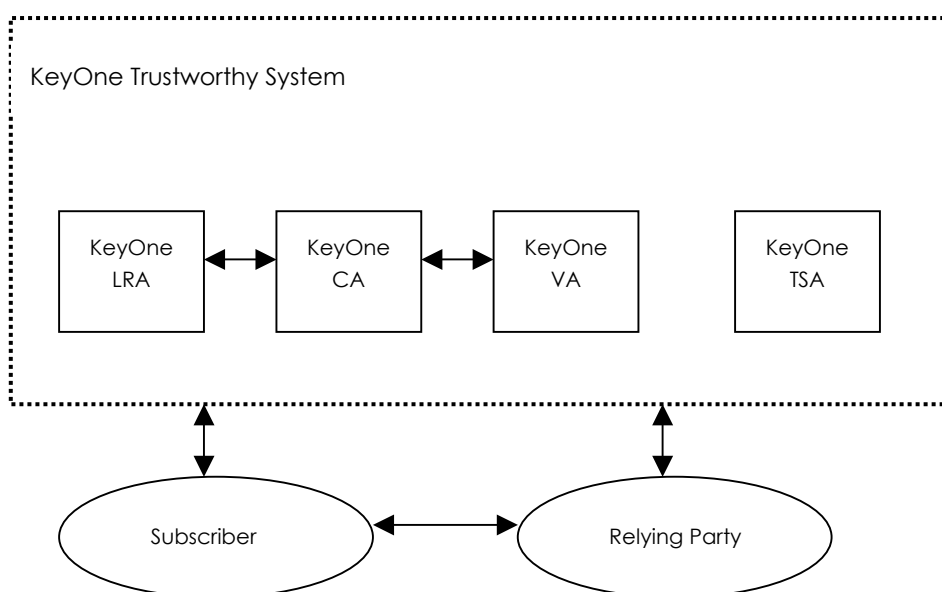 KeyOne Trustworthy System
KeyOne
LRA
KeyOne
CA
KeyOne
VA
KeyOne
TSA
Subscriber
Relying Party